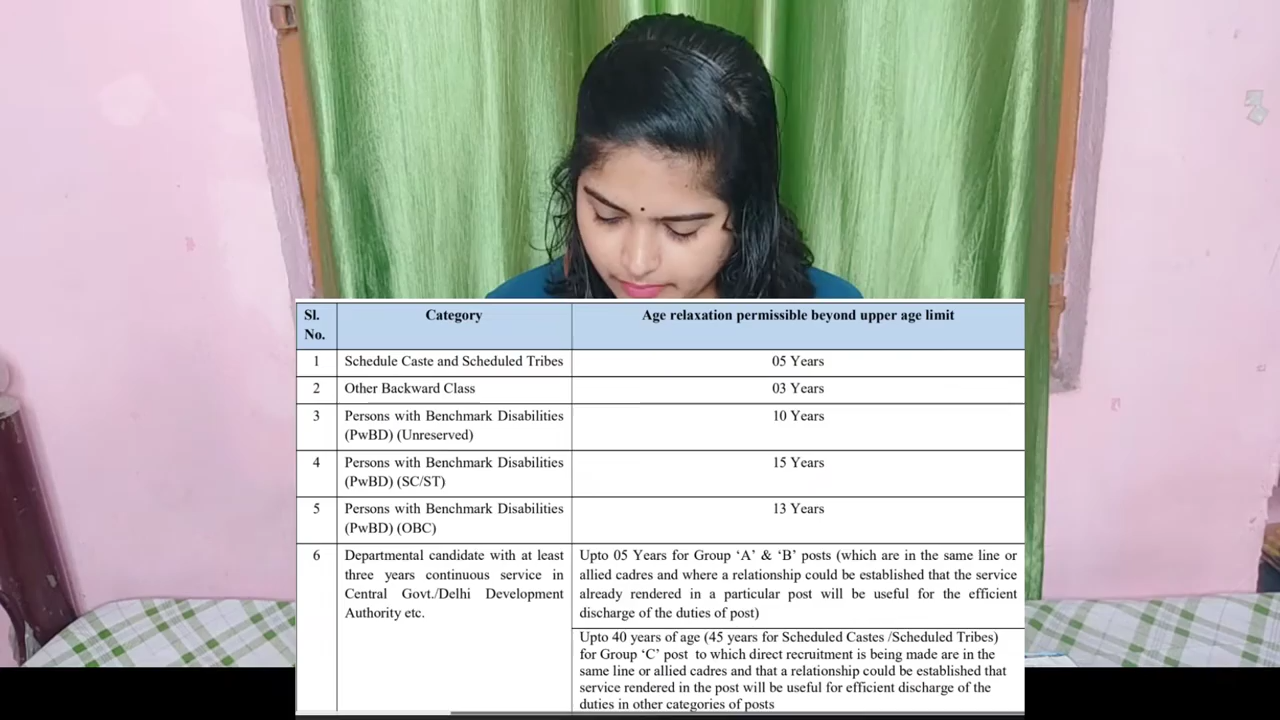 Sl. No. Category Age relaxation permissible beyond upper age limit
1 Schedule Caste and Scheduled Tribes 05 Years
2 Other Backward Class 03 Years
3 Persons with Benchmark Disabilities 10 Years
(PwBD) (Unreserved)
4 Persons with Benchmark Disabilities 15 Years
(PwBD) (SC/ST)
5 Persons with Benchmark Disabilities 13 Years
(PwBD) (OBC)
6 Departmental candidate with at least
three years continuous service in
Central Govt./Delhi Development
Authority etc.
Upto 05 Years for Group ‘A’ & ‘B’ posts (which are in the same line or
allied cadres and where a relationship could be established that the service
already rendered in a particular post will be useful for the efficient
discharge of the duties of post)
Upto 40 years of age (45 years for Scheduled Castes /Scheduled Tribes)
for Group ‘C’ post to which direct recruitment is being made are in the
same line or allied cadres and that a relationship could be established that
service rendered in the post will be useful for efficient discharge of the
duties in other categories of posts